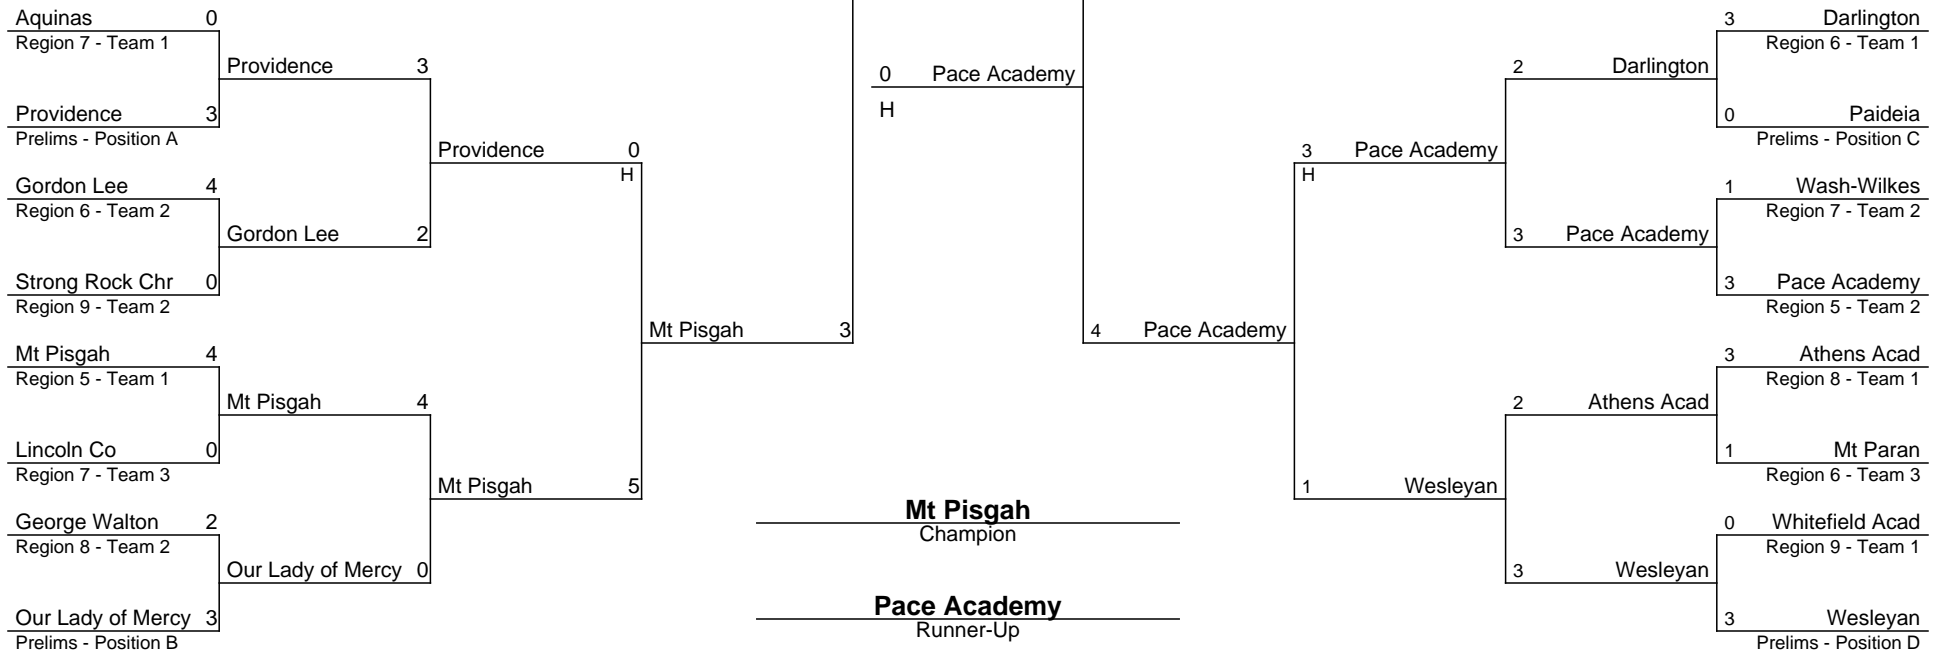 Aquinas 0
Region 7 - Team 1
Providence 3
Providence 3
Prelims - Position A
Providence 0
H
Gordon Lee 4
Region 6 - Team 2
Gordon Lee 2
Strong Rock Chr 0
Region 9 - Team 2
Mt Pisgah 3
Mt Pisgah 4
Region 5 - Team 1
Mt Pisgah 4
Lincoln Co 0
Region 7 - Team 3
Mt Pisgah 5
George Walton 2
Region 8 - Team 2
Our Lady of Mercy 0
Our Lady of Mercy 3
Prelims - Position B
0 Pace Academy
H
Mt Pisgah
Champion
Pace Academy
Runner-Up
3 Darlington
Region 6 - Team 1
2 Darlington
0 Paideia
Prelims - Position C
3 Pace Academy
H
1 Wash-Wilkes
Region 7 - Team 2
3 Pace Academy
3 Pace Academy
Region 5 - Team 2
4 Pace Academy
3 Athens Acad
Region 8 - Team 1
2 Athens Acad
1 Mt Paran
Region 6 - Team 3
1 Wesleyan
0 Whitefield Acad
Region 9 - Team 1
3 Wesleyan
3 Wesleyan
Prelims - Position D